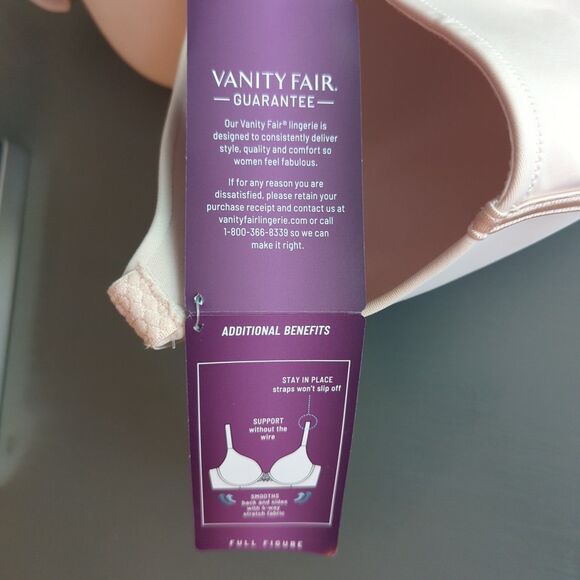 VANITY FAIR.
GUARANTEE
Our Vanity Fair® lingerie is
designed to consistently deliver
style, quality and comfort so
women feel fabulous.
If for any reason you are
dissatisfied, please retain your
purchase receipt and contact us at
vanityfairlingerie.com or call
1-800-366-8339 so we can
make it right.
ADDITIONAL BENEFITS
STAY IN PLACE
straps won't slip off
SUPPORT
without the
wire
SMOOTHS
back and sides
with 4-way
stretch fabric
FULL FIGURE